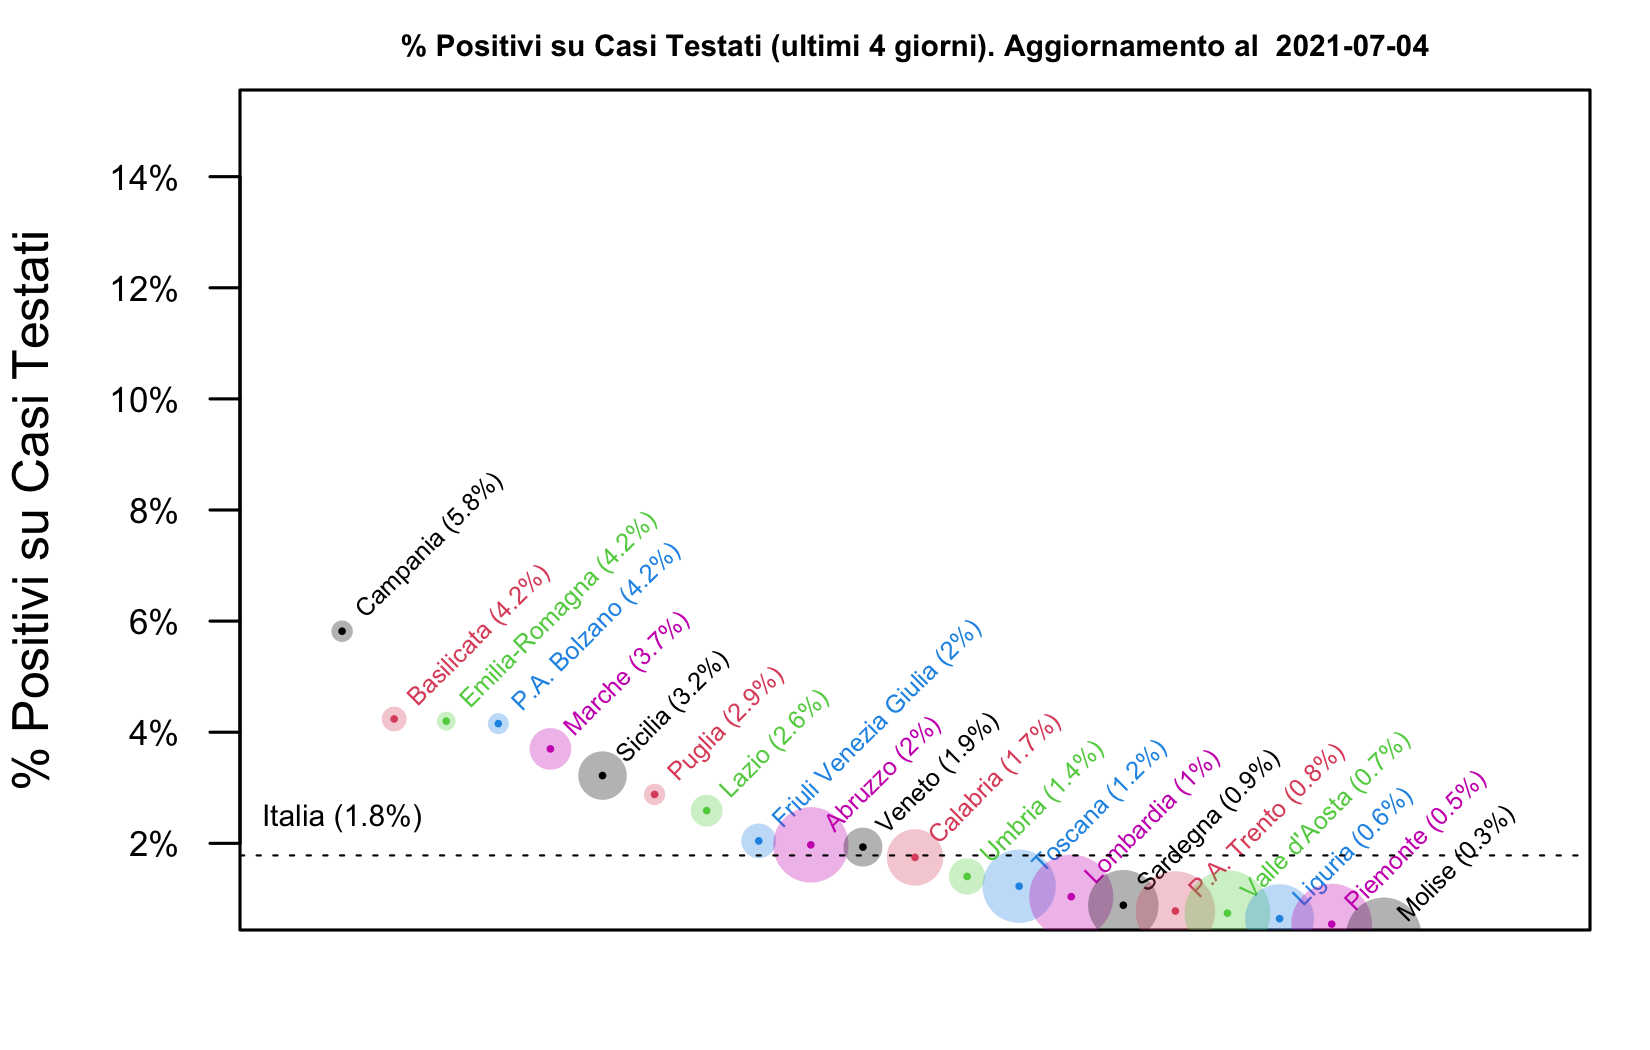 % Positivi su Casi Testati (ultimi 4 giorni). Aggiornamento al  2021-07-04
% Positivi su Casi Testati
14%
12%
10%
8%
6%
4%
2%
Italia (1.8%)
Campania (5.8%)
Basilicata (4.2%)
Emilia-Romagna (4.2%)
P.A. Bolzano (4.2%)
Marche (3.7%)
Sicilia (3.2%)
Puglia (2.9%)
Lazio (2.6%)
Friuli Venezia Giulia (2%)
Abruzzo (2%)
Veneto (1.9%)
Calabria (1.7%)
Umbria (1.4%)
Toscana (1.2%)
Lombardia (1%)
Sardegna (0.9%)
P.A. Trento (0.8%)
Valle d'Aosta (0.7%)
Liguria (0.6%)
Piemonte (0.5%)
Molise (0.3%)